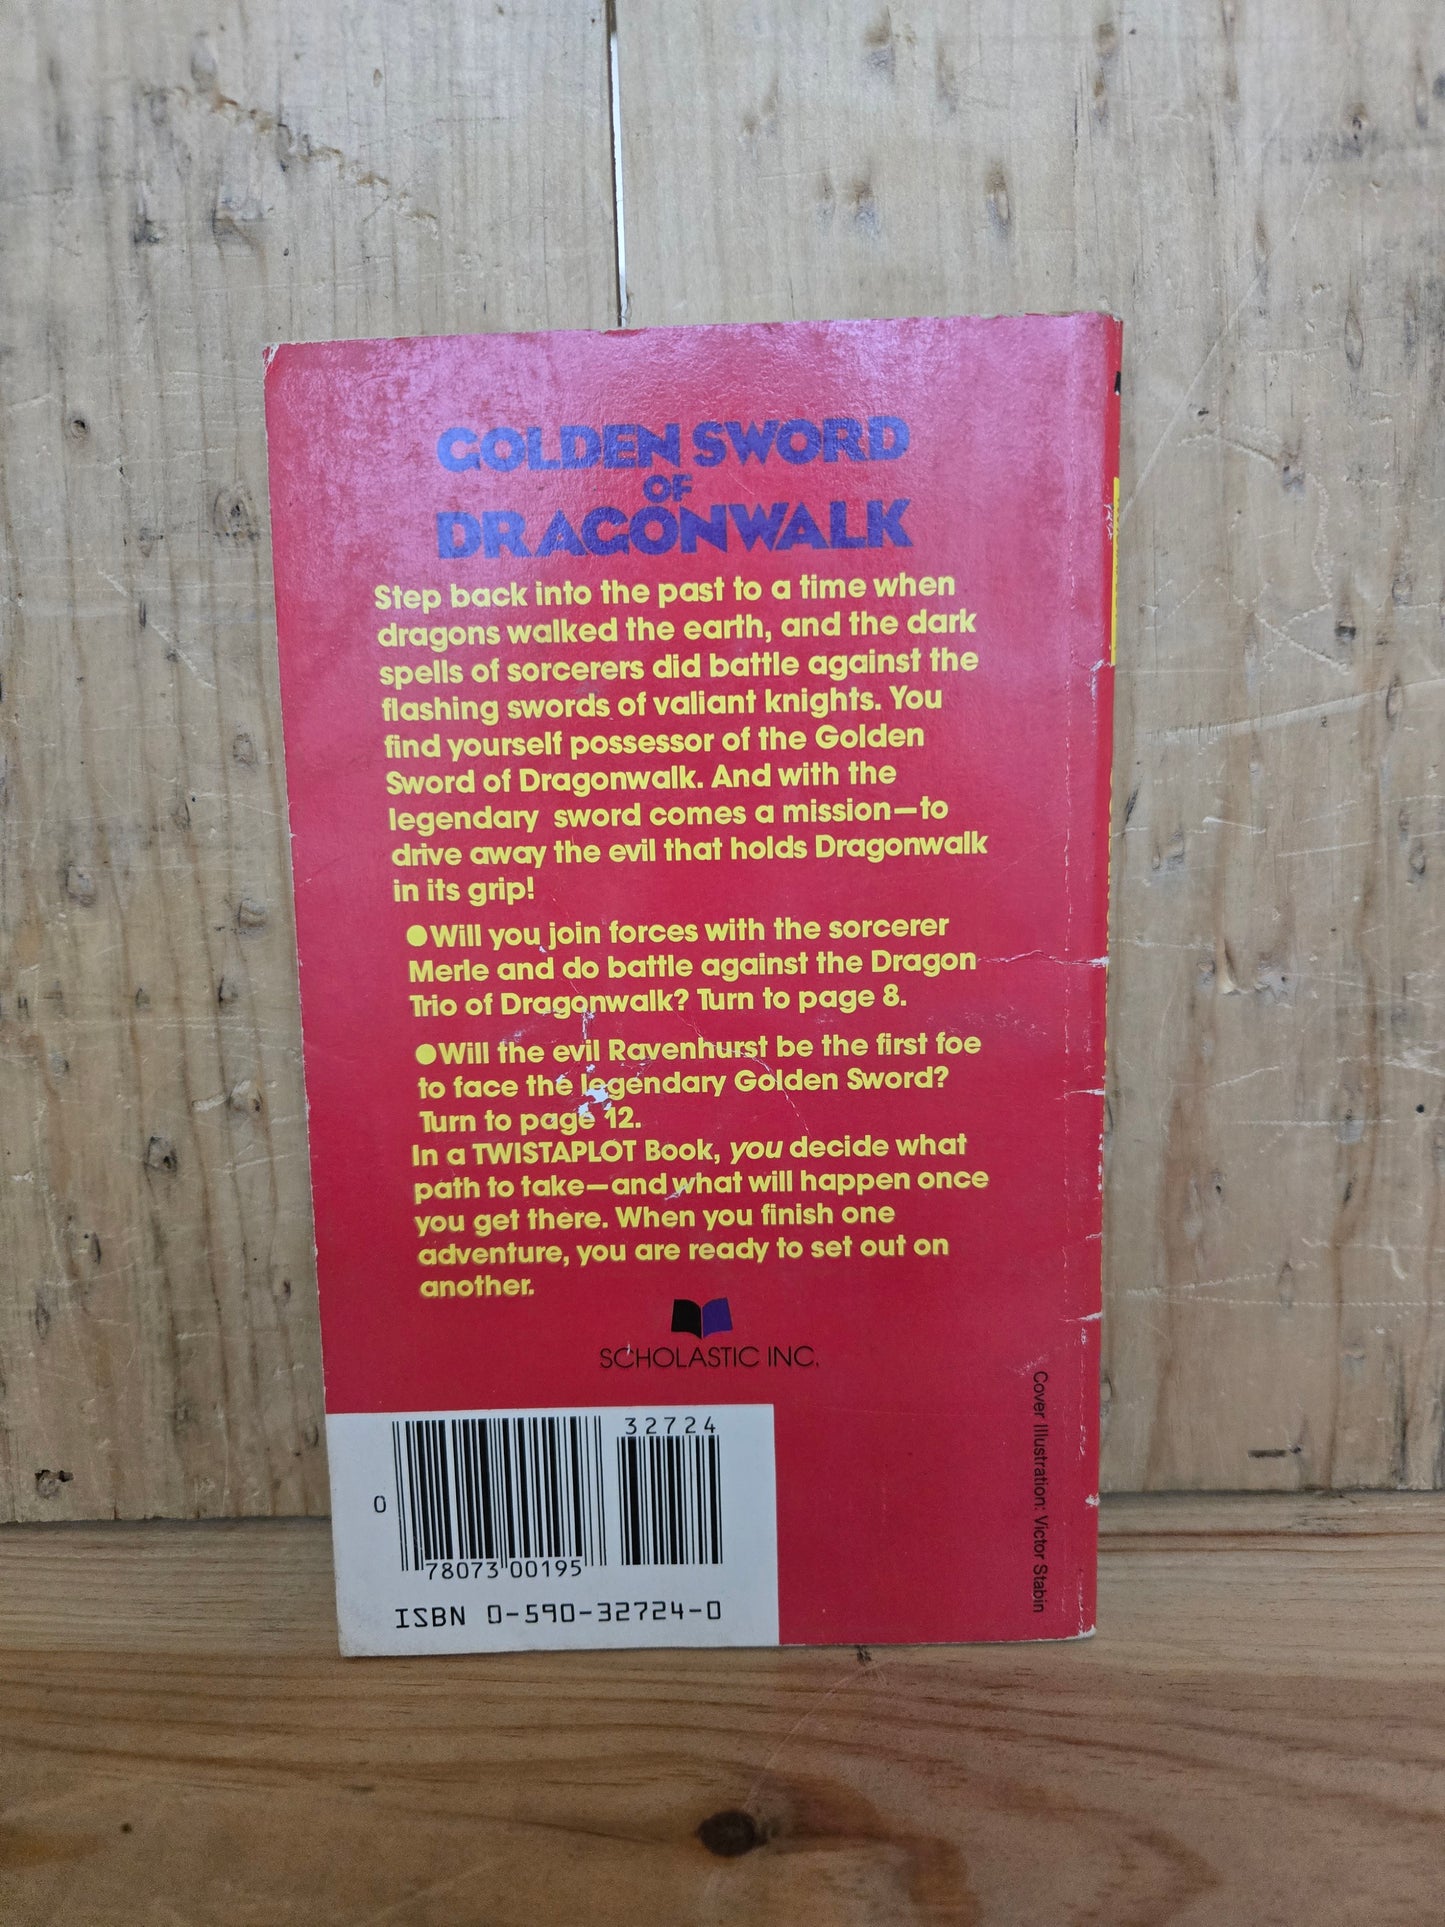 GOLDEN SWORD
OF
DRAGONWALK
Step back into the past to a time when
dragons walked the earth, and the dark
spells of sorcerers did battle against the
flashing swords of valiant knights. You
find yourself possessor of the Golden
Sword of Dragonwalk. And with the
legendary sword comes a mission—to
drive away the evil that holds Dragonwalk
in its grip!
●Will you join forces with the sorcerer
Merle and do battle against the Dragon
Trio of Dragonwalk? Turn to page 8.
●Will the evil Ravenhurst be the first foe
to face the legendary Golden Sword?
Turn to page 12.
In a TWISTAPLOT Book, you decide what
path to take—and what will happen once
you get there. When you finish one
adventure, you are ready to set out on
another.
SCHOLASTIC INC.
Cover Illustration: Victor Stabin
32724
0
78073 00195
ISBN 0-590-32724-0